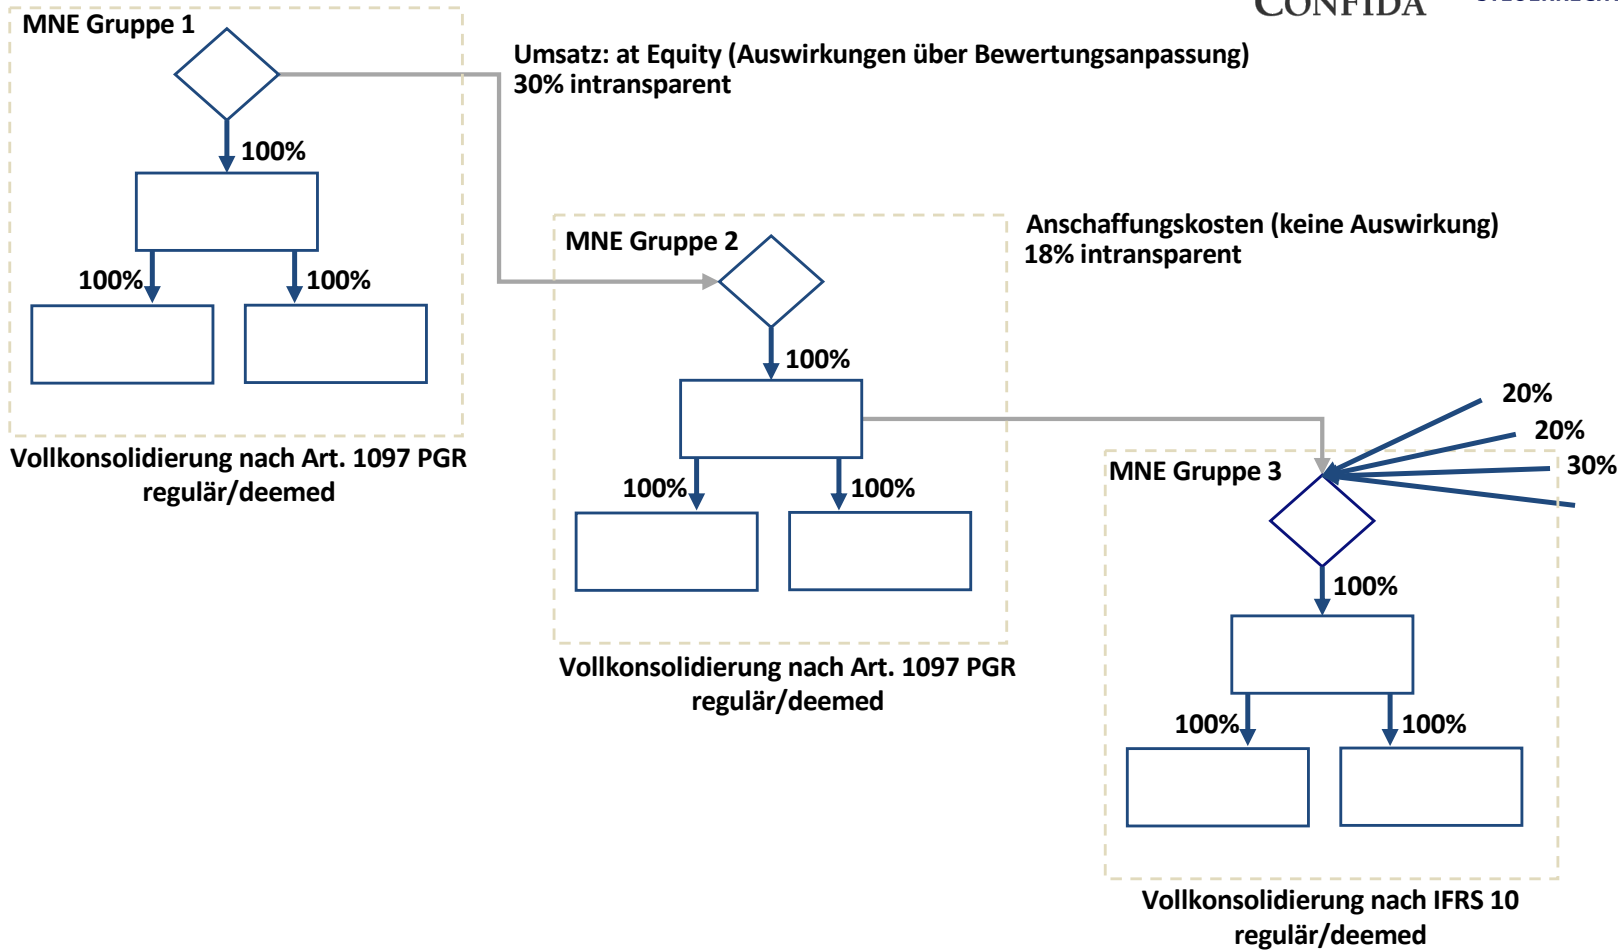 CONFIDA
MNE Gruppe 1
Umsatz: at Equity (Auswirkungen über Bewertungsanpassung)
30% intransparent
100%
100%
100%
Vollkonsolidierung nach Art. 1097 PGR
regulär/deemed
MNE Gruppe 2
Anschaffungskosten (keine Auswirkung)
18% intransparent
100%
100%
100%
Vollkonsolidierung nach Art. 1097 PGR
regulär/deemed
20%
20%
30%
MNE Gruppe 3
100%
100%
100%
Vollkonsolidierung nach IFRS 10
regulär/deemed